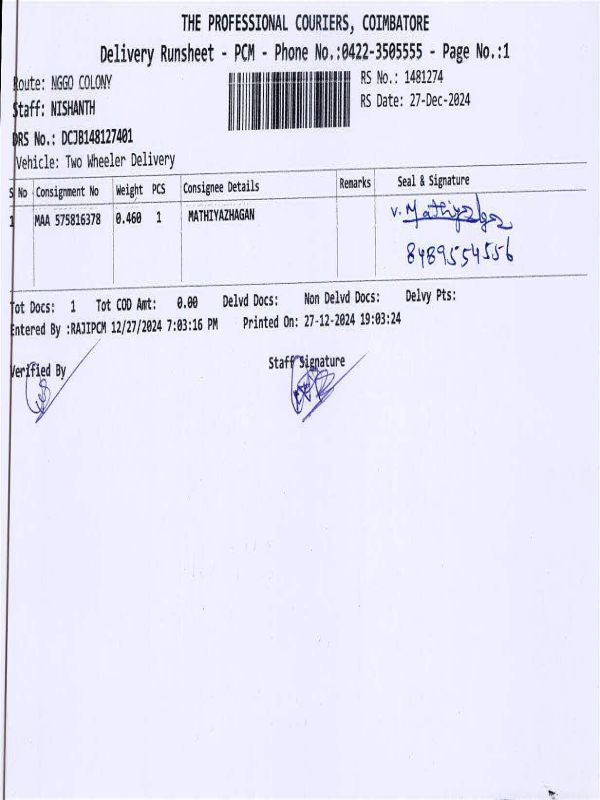 THE PROFESSIONAL COURIERS, COIMBATORE
Delivery Runsheet - PCM - Phone No.:0422-3505555 - Page No.:1
Route: NGGO COLONY
RS No.: 1481274
Staff: NISHANTH
RS Date: 27-Dec-2024
DRS No.: DCJB148127401
Vehicle: Two Wheeler Delivery
S No Consignment No Weight PCS Consignee Details Remarks Seal & Signature
1 MAA 575816378 0.460 1 MATHIYAZHAGAN V. Mathiyazhagan
8489554556
Tot Docs: 1 Tot COD Amt: 0.00 Delvd Docs: Non Delvd Docs: Delvy Pts:
Entered By :RAJIPCM 12/27/2024 7:03:16 PM Printed On: 27-12-2024 19:03:24
Verified By Staff Signature